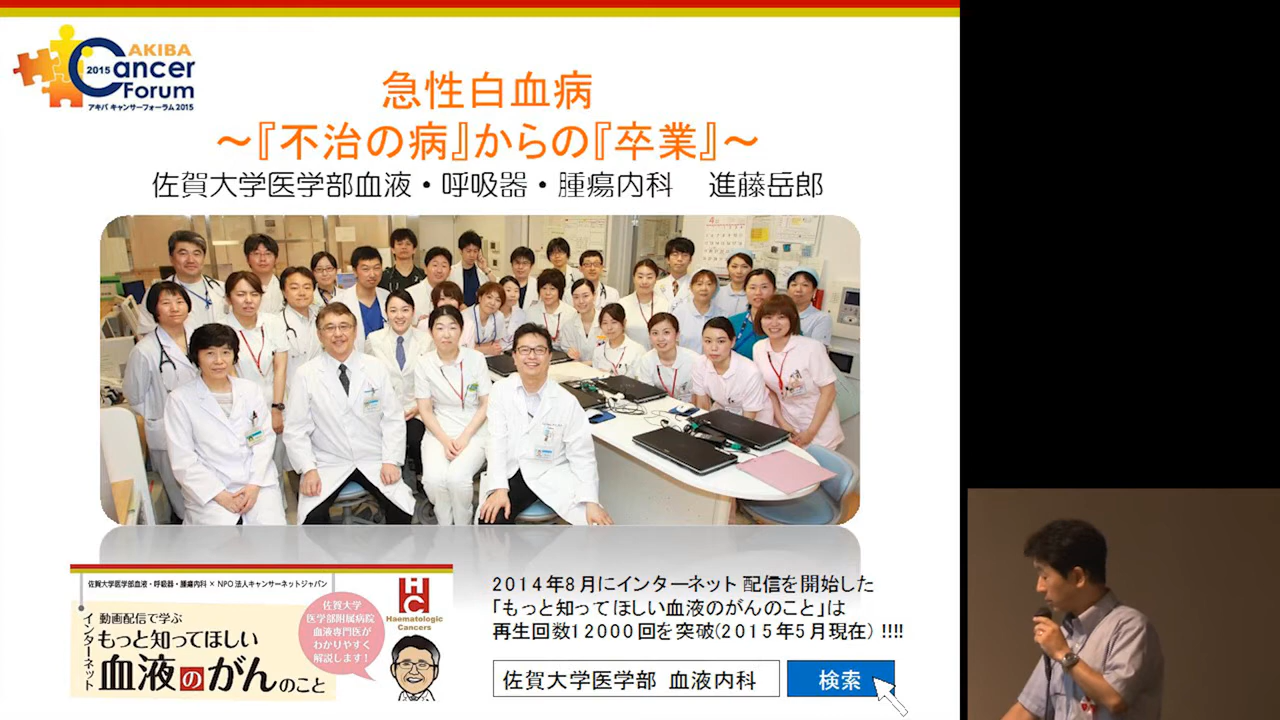 AKIBA
2015
Cancer
Forum
アキバ キャンサーフォーラム2015
急性白血病
～『不治の病』からの『卒業』～
佐賀大学医学部血液・呼吸器・腫瘍内科　進藤岳郎
佐賀大学医学部血液・呼吸器・腫瘍内科 × NPO法人キャンサーネットジャパン
インターネット
動画配信で学ぶ
もっと知ってほしい
血液のがんのこと
佐賀大学
医学部附属病院
血液専門医が
わかりやすく
解説します！
HC
Haematologic
Cancers
2014年8月にインターネット配信を開始した
「もっと知ってほしい血液のがんのこと」は
再生回数12000回を突破(2015年5月現在) !!!!
佐賀大学医学部 血液内科
検索